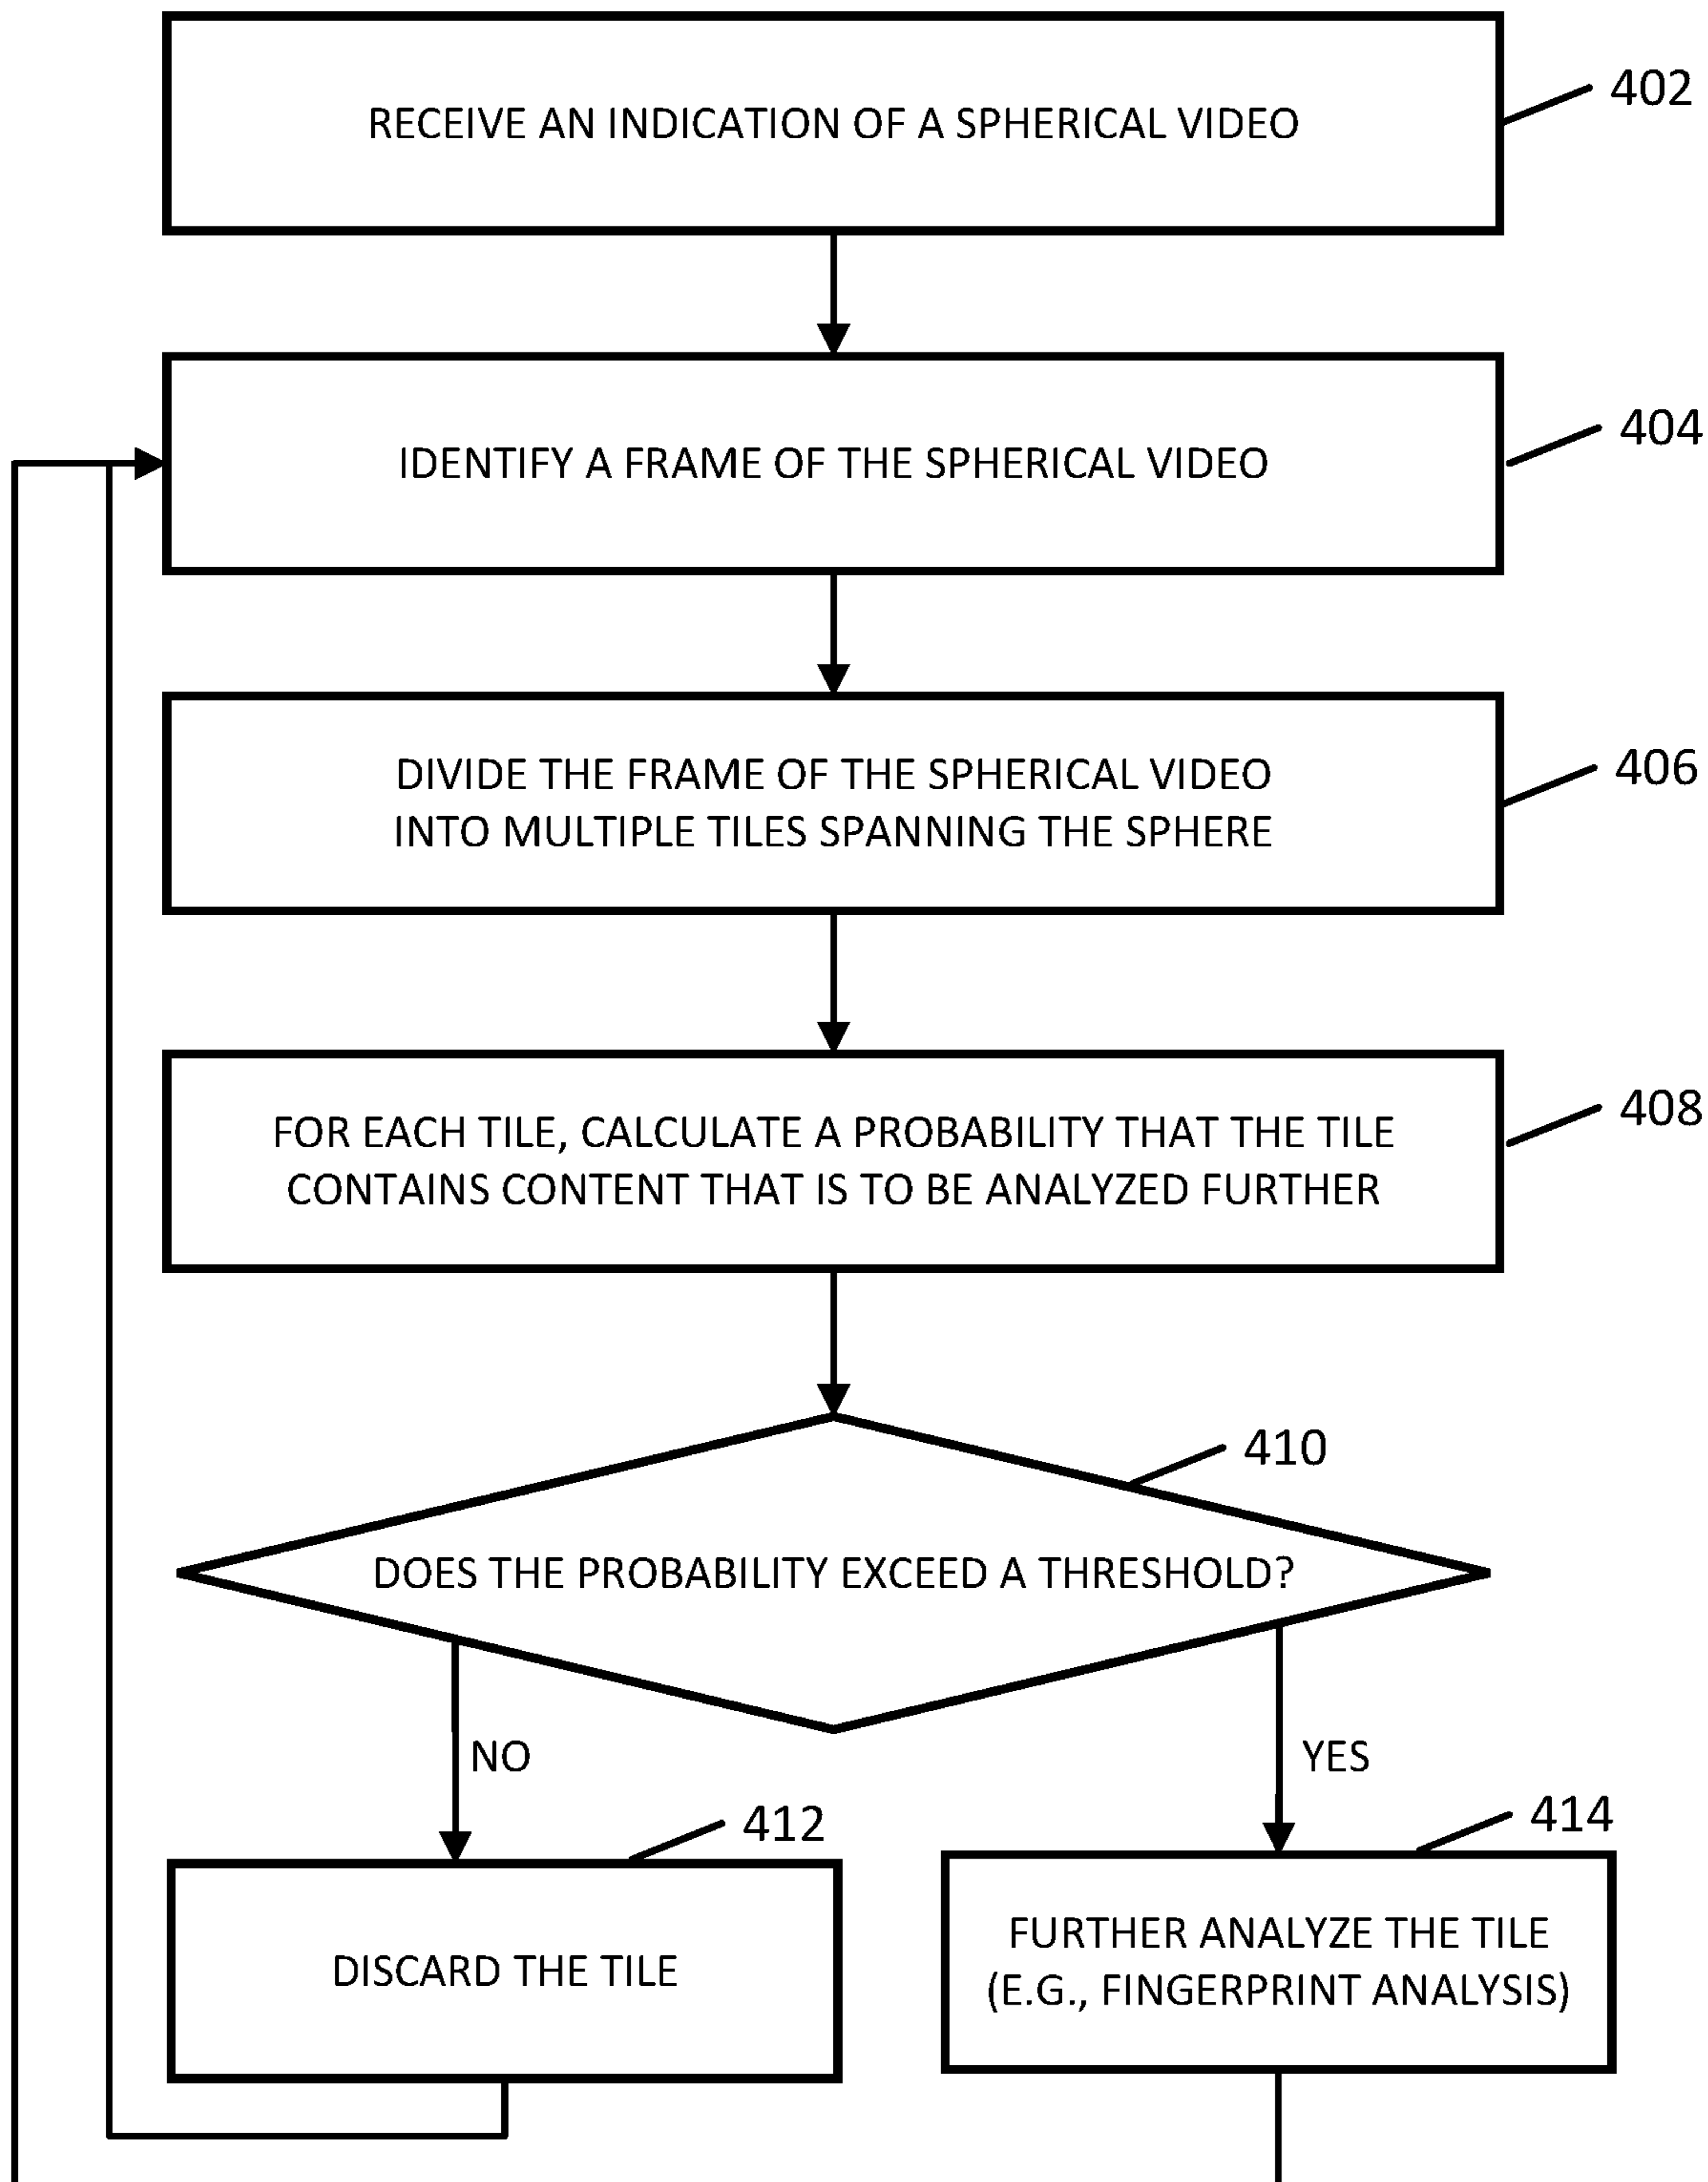 RECEIVE AN INDICATION OF A SPHERICAL VIDEO
402
IDENTIFY A FRAME OF THE SPHERICAL VIDEO
404
DIVIDE THE FRAME OF THE SPHERICAL VIDEO
INTO MULTIPLE TILES SPANNING THE SPHERE
406
FOR EACH TILE, CALCULATE A PROBABILITY THAT THE TILE
CONTAINS CONTENT THAT IS TO BE ANALYZED FURTHER
408
410
DOES THE PROBABILITY EXCEED A THRESHOLD?
NO
YES
412
414
DISCARD THE TILE
FURTHER ANALYZE THE TILE
(E.G., FINGERPRINT ANALYSIS)